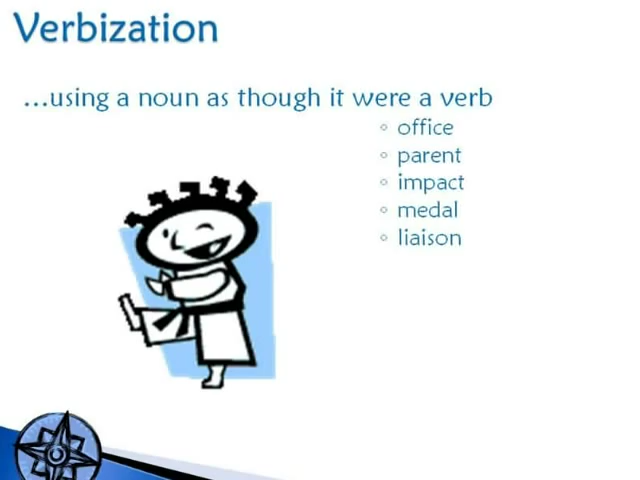 Verbization
...using a noun as though it were a verb
◦ office
◦ parent
◦ impact
◦ medal
◦ liaison